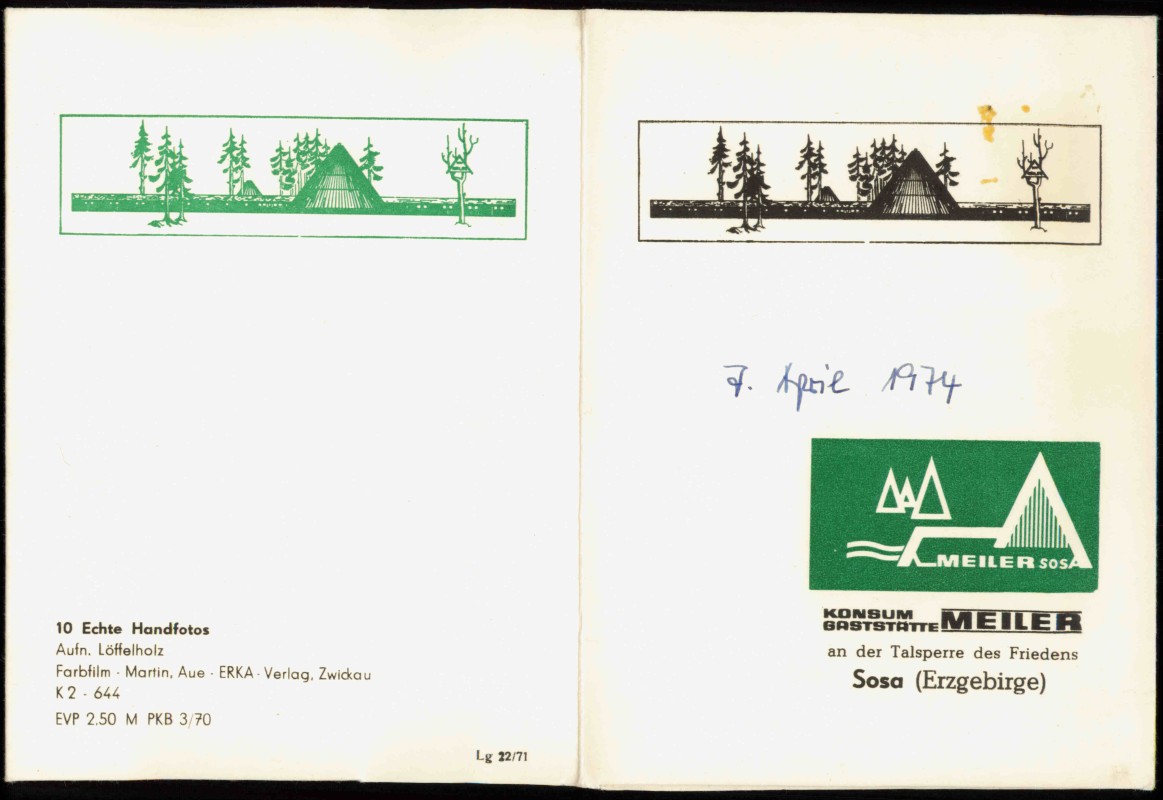 10 Echte Handfotos
Aufn. Löffelholz
Farbfilm · Martin, Aue · ERKA · Verlag, Zwickau
K 2 · 644
EVP 2.50 M PKB 3/70
Lg 22/71
7. April 1974
MEILER SOSA
KONSUM
GASTSTÄTTE MEILER
an der Talsperre des Friedens
Sosa (Erzgebirge)